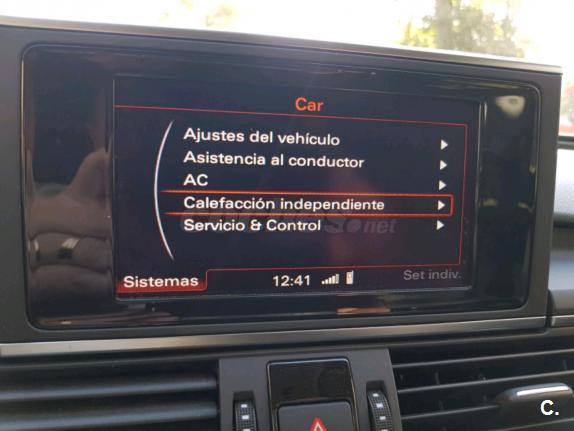 Car
Ajustes del vehículo
Asistencia al conductor
AC
Calefacción independiente
Servicio & Control
Sistemas
12:41
Set indiv.
C.